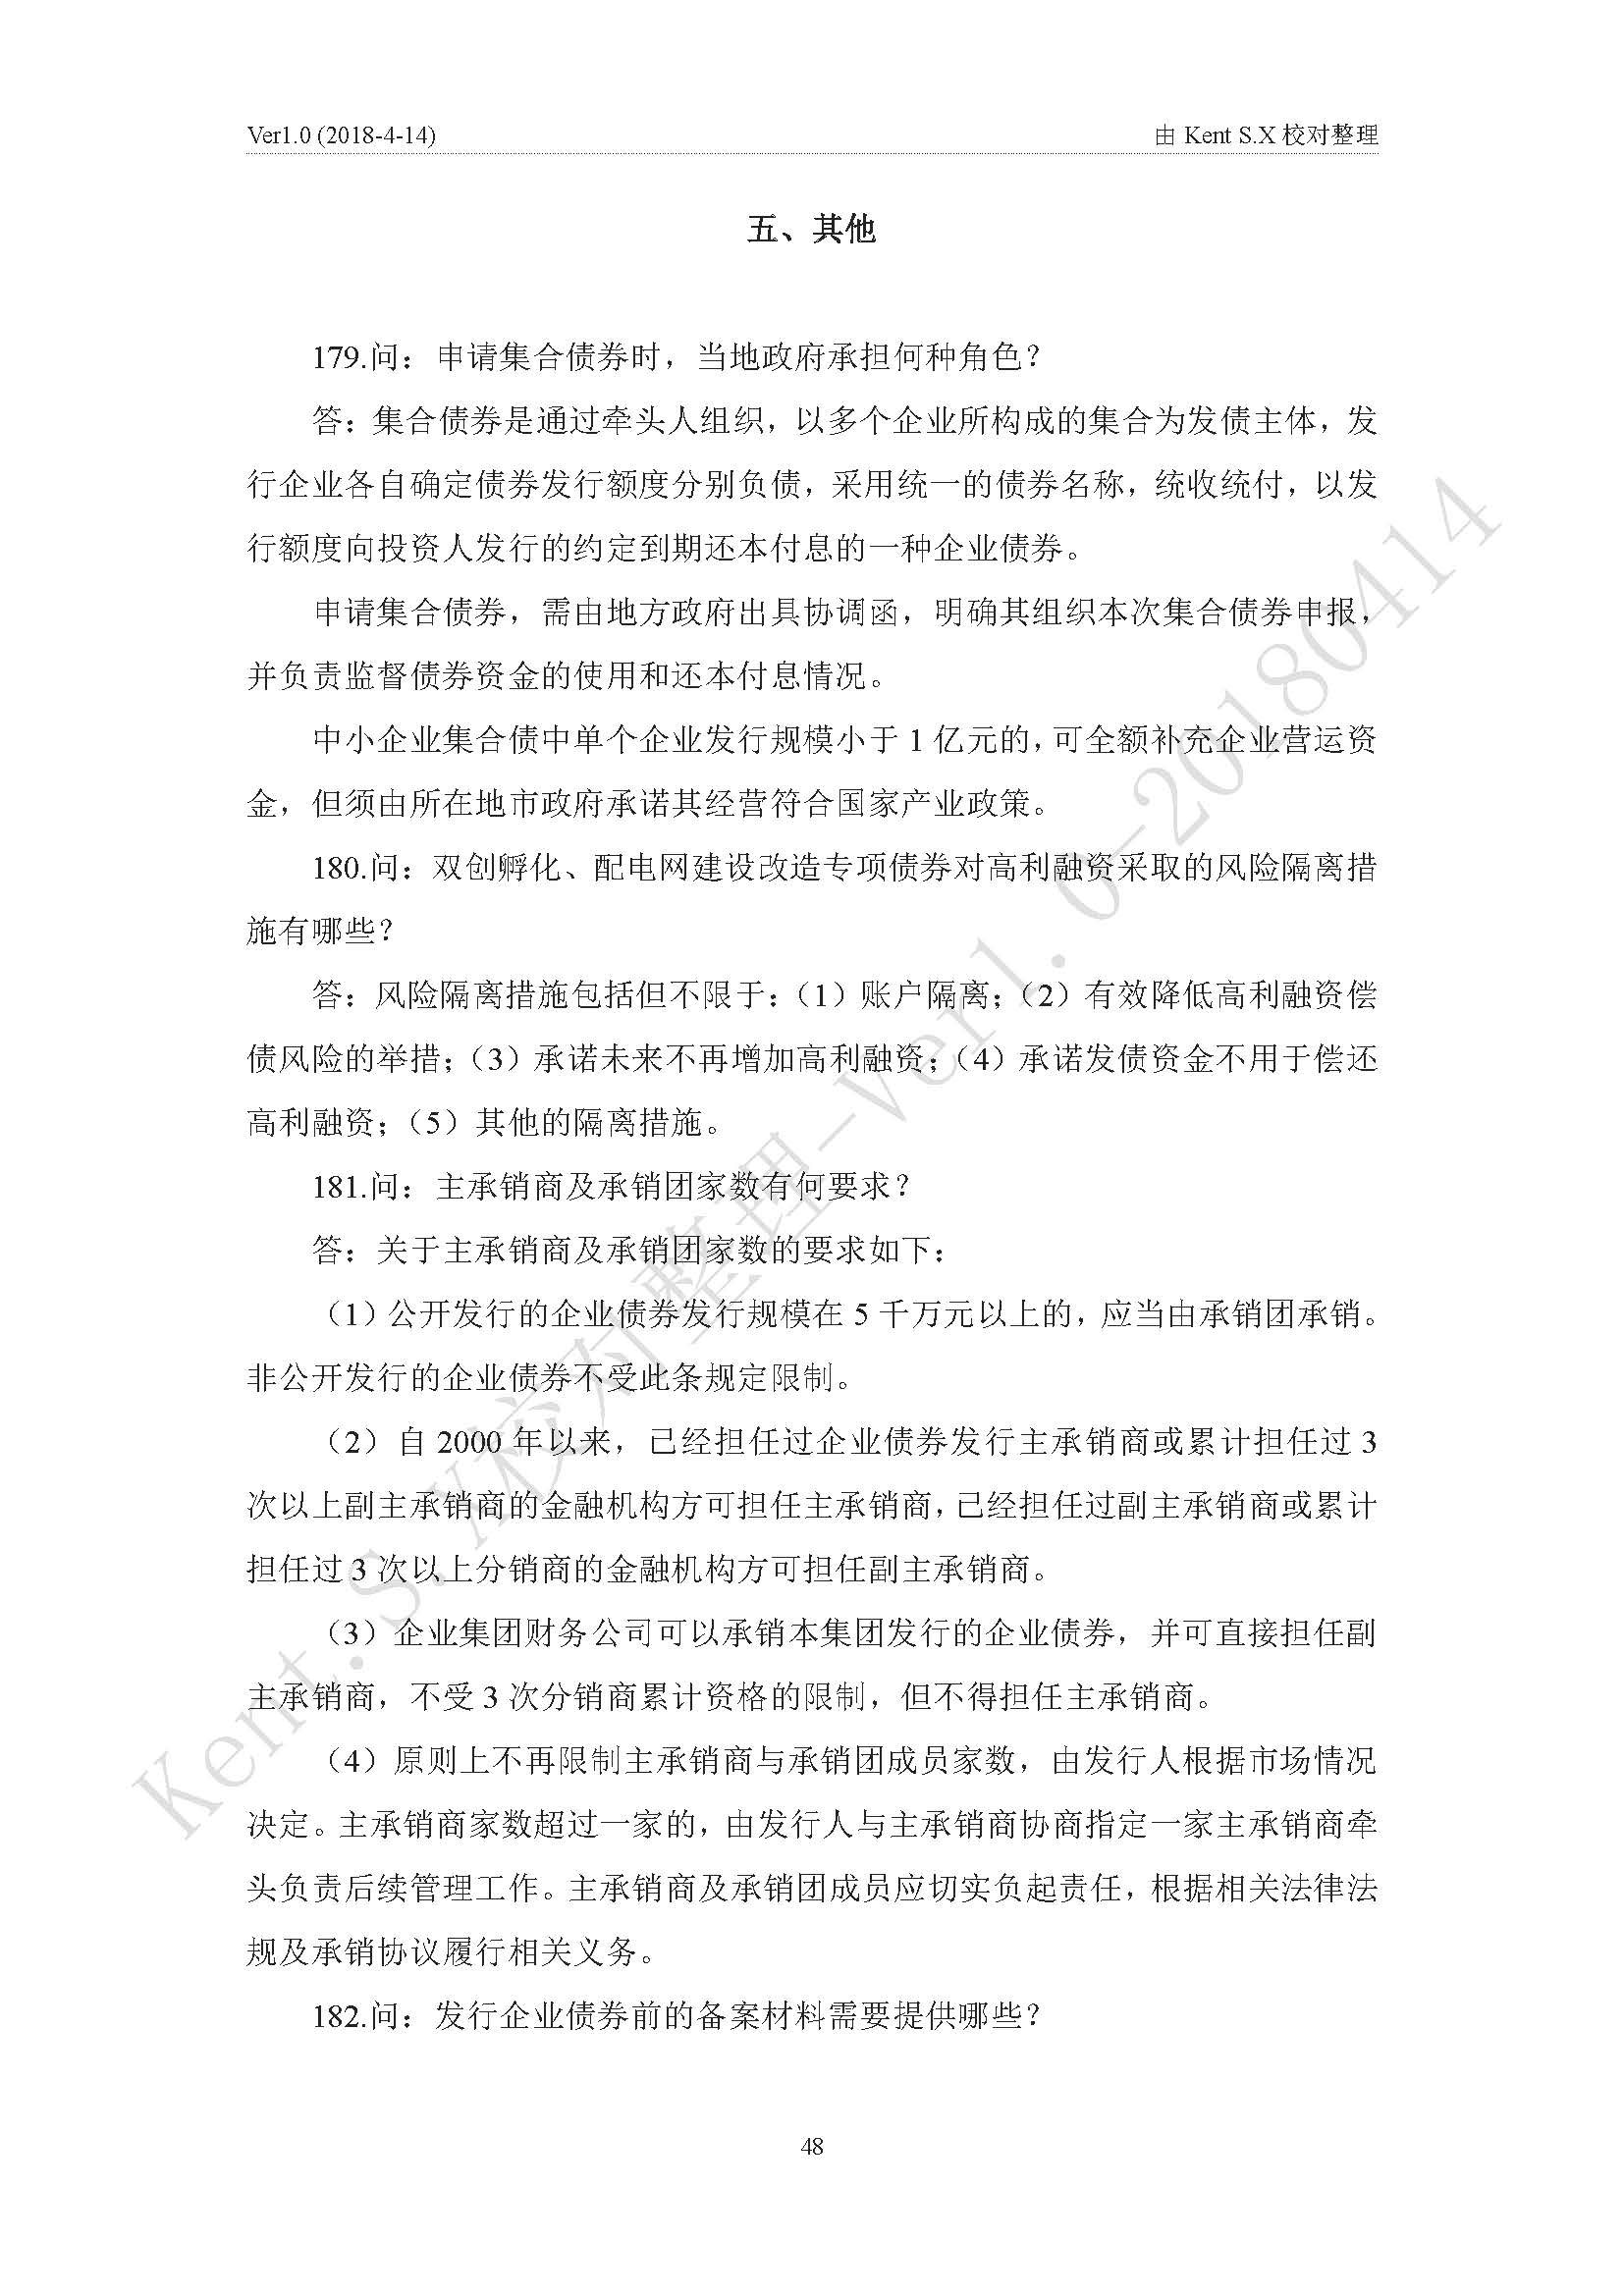 Ver1.0 (2018-4-14)
由 Kent S.X 校对整理
五、其他
179.问：申请集合债券时，当地政府承担何种角色？
答：集合债券是通过牵头人组织，以多个企业所构成的集合为发债主体，发
行企业各自确定债券发行额度分别负债，采用统一的债券名称，统收统付，以发
行额度向投资人发行的约定到期还本付息的一种企业债券。
申请集合债券，需由地方政府出具协调函，明确其组织本次集合债券申报，
并负责监督债券资金的使用和还本付息情况。
中小企业集合债中单个企业发行规模小于 1 亿元的，可全额补充企业营运资
金，但须由所在地市政府承诺其经营符合国家产业政策。
180.问：双创孵化、配电网建设改造专项债券对高利融资采取的风险隔离措
施有哪些？
答：风险隔离措施包括但不限于：（1）账户隔离；（2）有效降低高利融资偿
债风险的举措；（3）承诺未来不再增加高利融资；（4）承诺发债资金不用于偿还
高利融资；（5）其他的隔离措施。
181.问：主承销商及承销团家数有何要求？
答：关于主承销商及承销团家数的要求如下：
（1）公开发行的企业债券发行规模在 5 千万元以上的，应当由承销团承销。
非公开发行的企业债券不受此条规定限制。
（2）自 2000 年以来，已经担任过企业债券发行主承销商或累计担任过 3
次以上副主承销商的金融机构方可担任主承销商，已经担任过副主承销商或累计
担任过 3 次以上分销商的金融机构方可担任副主承销商。
（3）企业集团财务公司可以承销本集团发行的企业债券，并可直接担任副
主承销商，不受 3 次分销商累计资格的限制，但不得担任主承销商。
（4）原则上不再限制主承销商与承销团成员家数，由发行人根据市场情况
决定。主承销商家数超过一家的，由发行人与主承销商协商指定一家主承销商牵
头负责后续管理工作。主承销商及承销团成员应切实负起责任，根据相关法律法
规及承销协议履行相关义务。
182.问：发行企业债券前的备案材料需要提供哪些？
48
Kent.S.X校对整理-Ver1.0-20180414